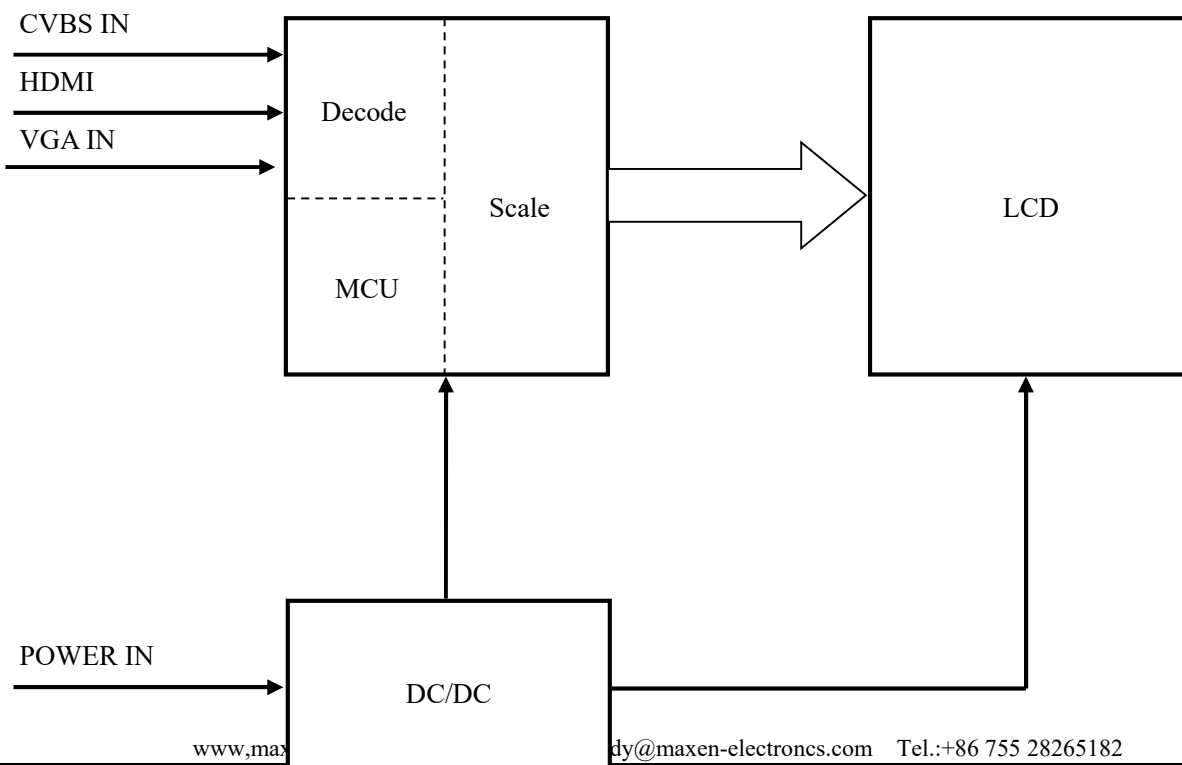 CVBS IN
HDMI
VGA IN
Decode
Scale
LCD
MCU
POWER IN
DC/DC
www,max dy@maxen-electroncs.com Tel.:+86 755 28265182